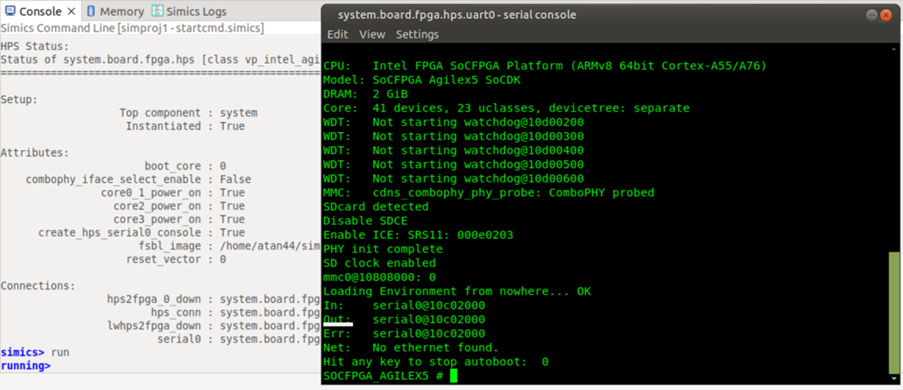 Console
Memory
Simics Logs
Simics Command Line [simproj1 - startcmd.simics]
HPS Status:
Status of system.board.fpga.hps [class vp_intel_agi
Setup:
Top component : system
Instantiated : True
Attributes:
boot_core : 0
combophy_iface_select_enable : False
core0_1_power_on : True
core2_power_on : True
core3_power_on : True
create_hps_serial0_console : True
fsbl_image : /home/atan44/sim
reset_vector : 0
Connections:
hps2fpga_0_down : system.board.fpg
hps_conn : system.board.fpg
lwhps2fpga_down : system.board.fpg
serial0 : system.board.fpg
simics> run
running>
system.board.fpga.hps.uart0 - serial console
Edit View Settings
CPU: Intel FPGA SoCFPGA Platform (ARMv8 64bit Cortex-A55/A76)
Model: SoCFPGA Agilex5 SoCDK
DRAM: 2 GiB
Core: 41 devices, 23 uclasses, devicetree: separate
WDT: Not starting watchdog@10d00200
WDT: Not starting watchdog@10d00300
WDT: Not starting watchdog@10d00400
WDT: Not starting watchdog@10d00500
WDT: Not starting watchdog@10d00600
MMC: cdns_combophy_phy_probe: ComboPHY probed
SDcard detected
Disable SDCE
Enable ICE: SRS11: 000e0203
PHY init complete
SD clock enabled
mmc0@10808000: 0
Loading Environment from nowhere... OK
In: serial0@10c02000
Out: serial0@10c02000
Err: serial0@10c02000
Net: No ethernet found.
Hit any key to stop autoboot: 0
SOCFPGA_AGILEX5 #